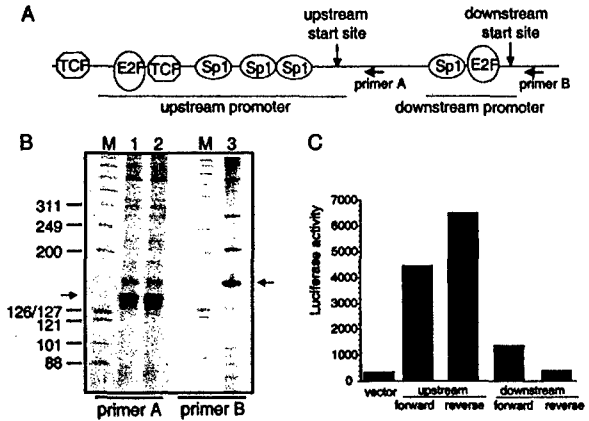 A
upstream
start site
downstream
start site
TCF E2F TCF Sp1 Sp1 Sp1 Sp1 E2F
primer A primer B
upstream promoter downstream promoter
B
M 1 2 M 3
311
249
200
126/127
121
101
88
primer A primer B
C
Luciferase activity
7000
6000
5000
4000
3000
2000
1000
0
vector upstream downstream
forward reverse forward reverse